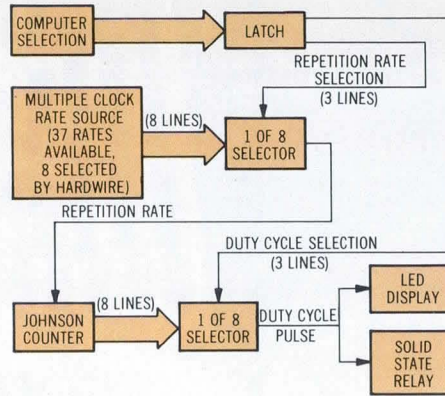 COMPUTER
SELECTION
LATCH
REPETITION RATE
SELECTION
(3 LINES)
MULTIPLE CLOCK
RATE SOURCE
(37 RATES
AVAILABLE,
8 SELECTED
BY HARDWIRE)
(8 LINES)
1 OF 8
SELECTOR
REPETITION RATE
DUTY CYCLE SELECTION
(3 LINES)
JOHNSON
COUNTER
(8 LINES)
1 OF 8
SELECTOR
DUTY CYCLE
PULSE
LED
DISPLAY
SOLID
STATE
RELAY